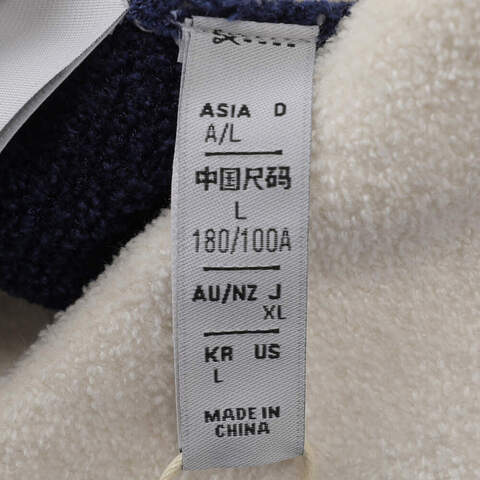 ASIA D
A/L
中国尺码
L
180/100A
AU/NZ J
XL
KR US
L
MADE IN
CHINA